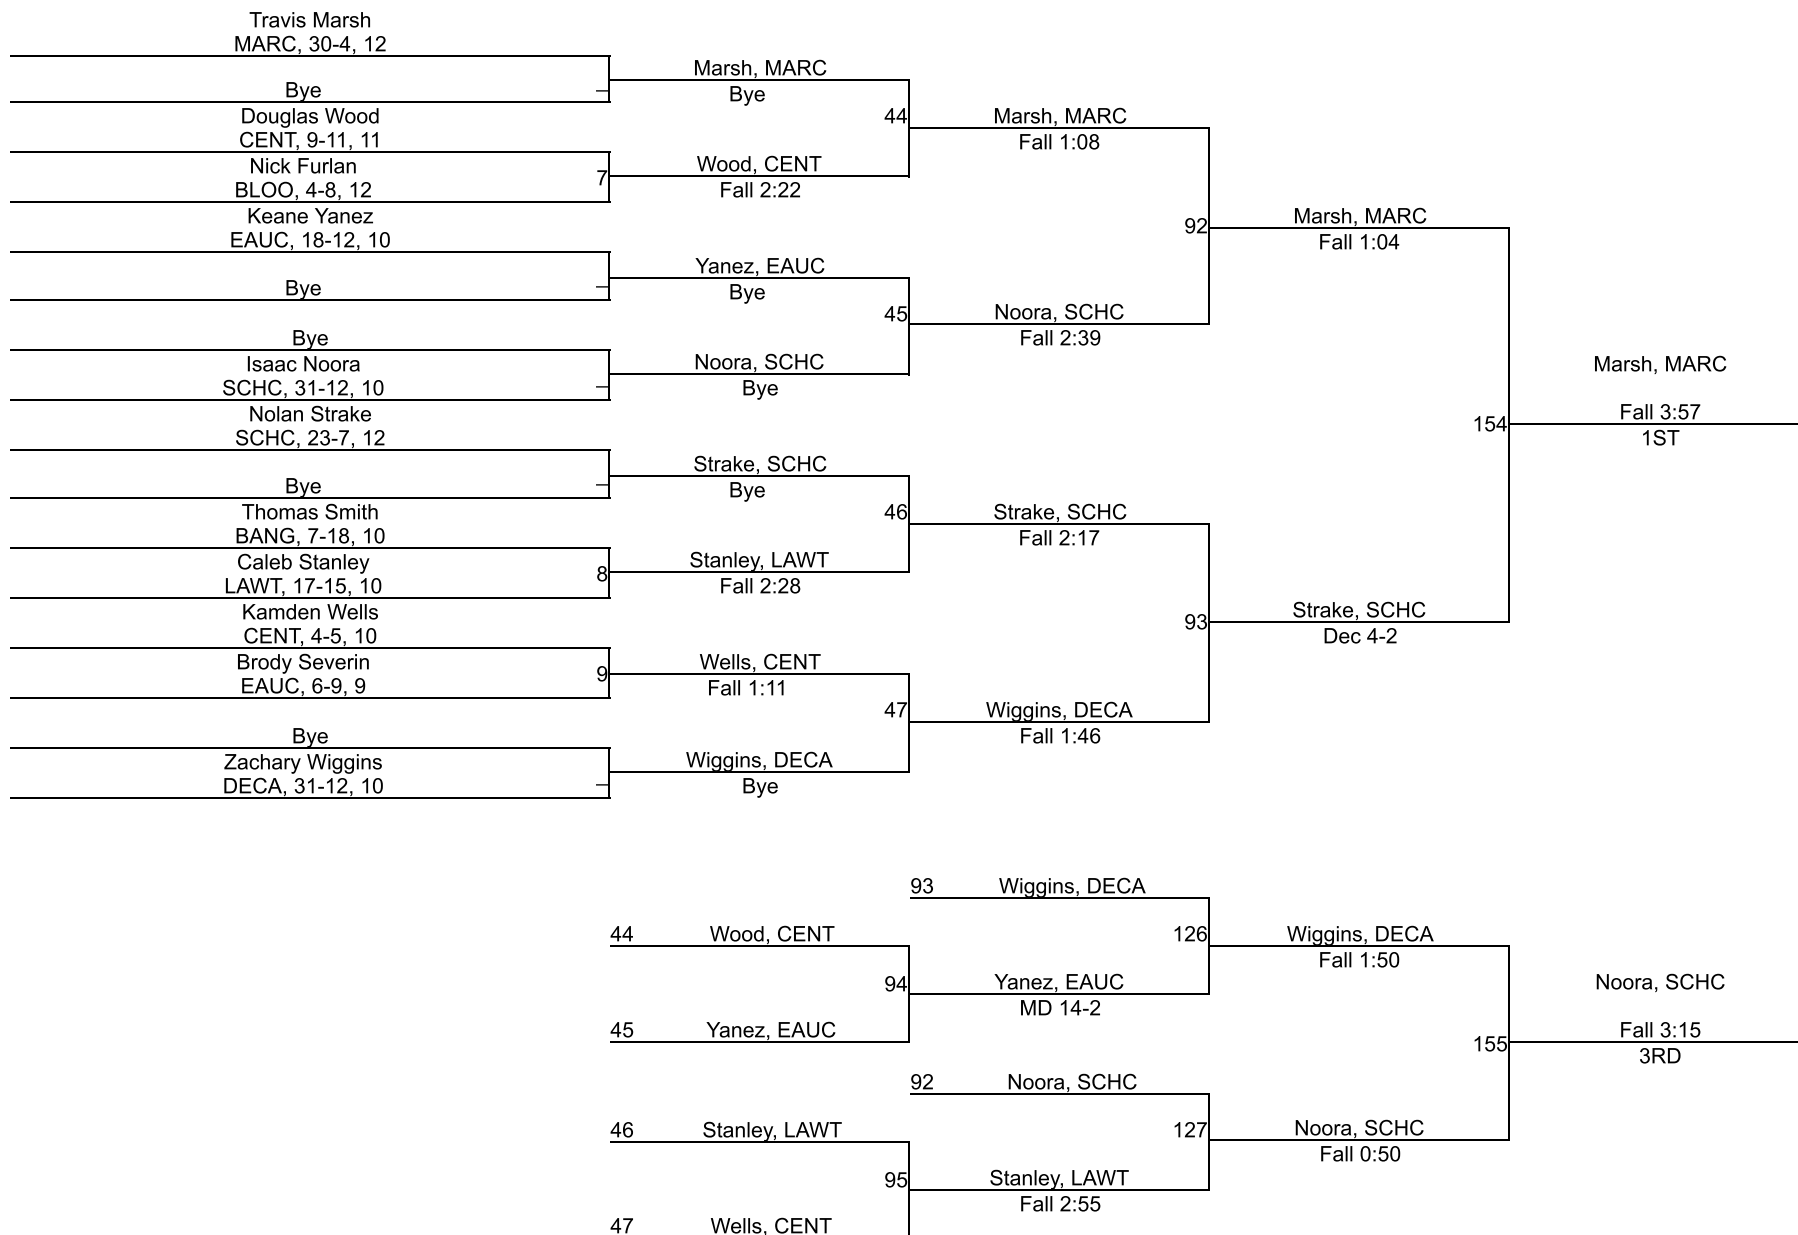 Travis Marsh
MARC, 30-4, 12
Bye
Douglas Wood
CENT, 9-11, 11
Nick Furlan
BLOO, 4-8, 12
7
Keane Yanez
EAUC, 18-12, 10
Bye
Bye
Isaac Noora
SCHC, 31-12, 10
Nolan Strake
SCHC, 23-7, 12
Bye
Thomas Smith
BANG, 7-18, 10
Caleb Stanley
LAWT, 17-15, 10
8
Kamden Wells
CENT, 4-5, 10
Brody Severin
EAUC, 6-9, 9
9
Bye
Zachary Wiggins
DECA, 31-12, 10
Marsh, MARC
Bye
44
Wood, CENT
Fall 2:22
Yanez, EAUC
Bye
45
Noora, SCHC
Bye
Strake, SCHC
Bye
46
Stanley, LAWT
Fall 2:28
Wells, CENT
Fall 1:11
47
Wiggins, DECA
Bye
Marsh, MARC
Fall 1:08
92
Noora, SCHC
Fall 2:39
Strake, SCHC
Fall 2:17
93
Wiggins, DECA
Fall 1:46
Marsh, MARC
Fall 1:04
154
Strake, SCHC
Dec 4-2
Marsh, MARC
Fall 3:57
1ST
44 Wood, CENT
94
45 Yanez, EAUC
46 Stanley, LAWT
95
47 Wells, CENT
93 Wiggins, DECA
126
Yanez, EAUC
MD 14-2
92 Noora, SCHC
127
Stanley, LAWT
Fall 2:55
Wiggins, DECA
Fall 1:50
155
Noora, SCHC
Fall 0:50
Noora, SCHC
Fall 3:15
3RD